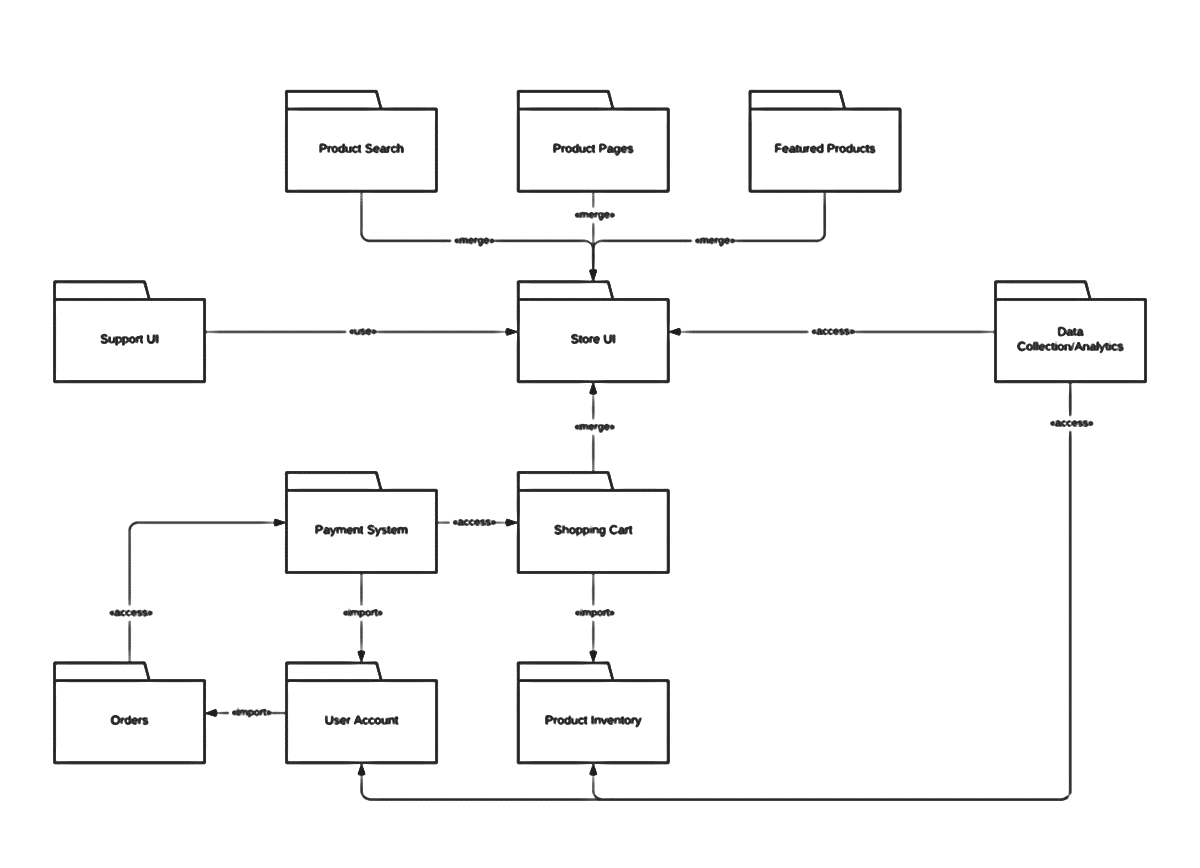 Product Search
Product Pages
Featured Products
«merge»
«merge»
«merge»
Support UI
«use»
Store UI
«access»
Data
Collection/Analytics
«merge»
«access»
Payment System
«access»
Shopping Cart
«access»
«import»
«import»
Orders
«import»
User Account
Product Inventory